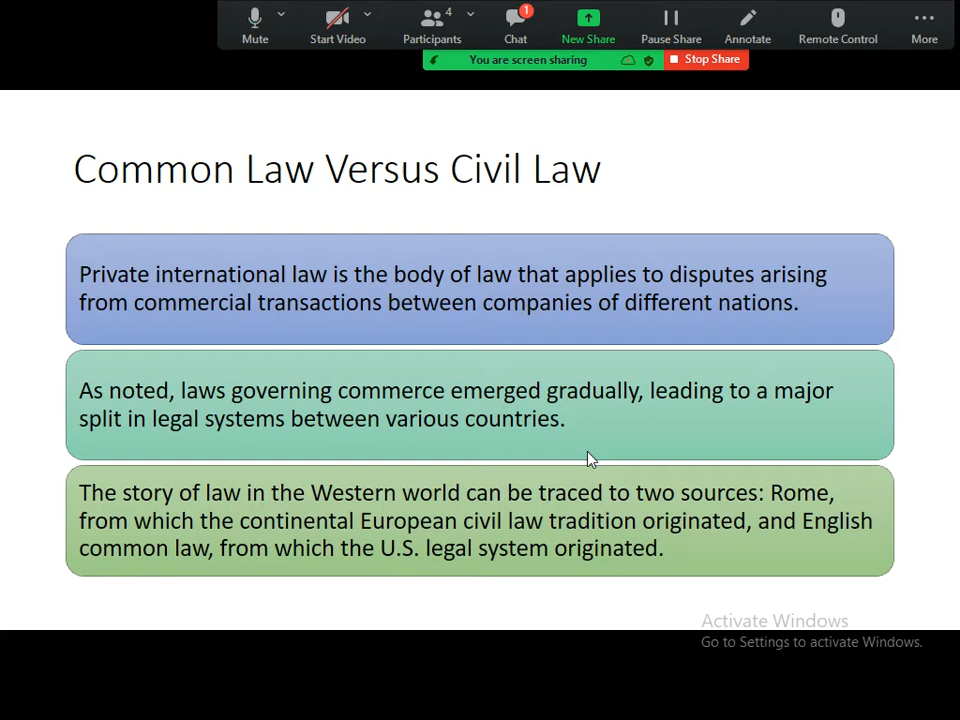 4
1
Mute
Start Video
Participants
Chat
New Share
Pause Share
Annotate
Remote Control
More
You are screen sharing
Stop Share
Common Law Versus Civil Law
Private international law is the body of law that applies to disputes arising
from commercial transactions between companies of different nations.
As noted, laws governing commerce emerged gradually, leading to a major
split in legal systems between various countries.
The story of law in the Western world can be traced to two sources: Rome,
from which the continental European civil law tradition originated, and English
common law, from which the U.S. legal system originated.
Activate Windows
Go to Settings to activate Windows.